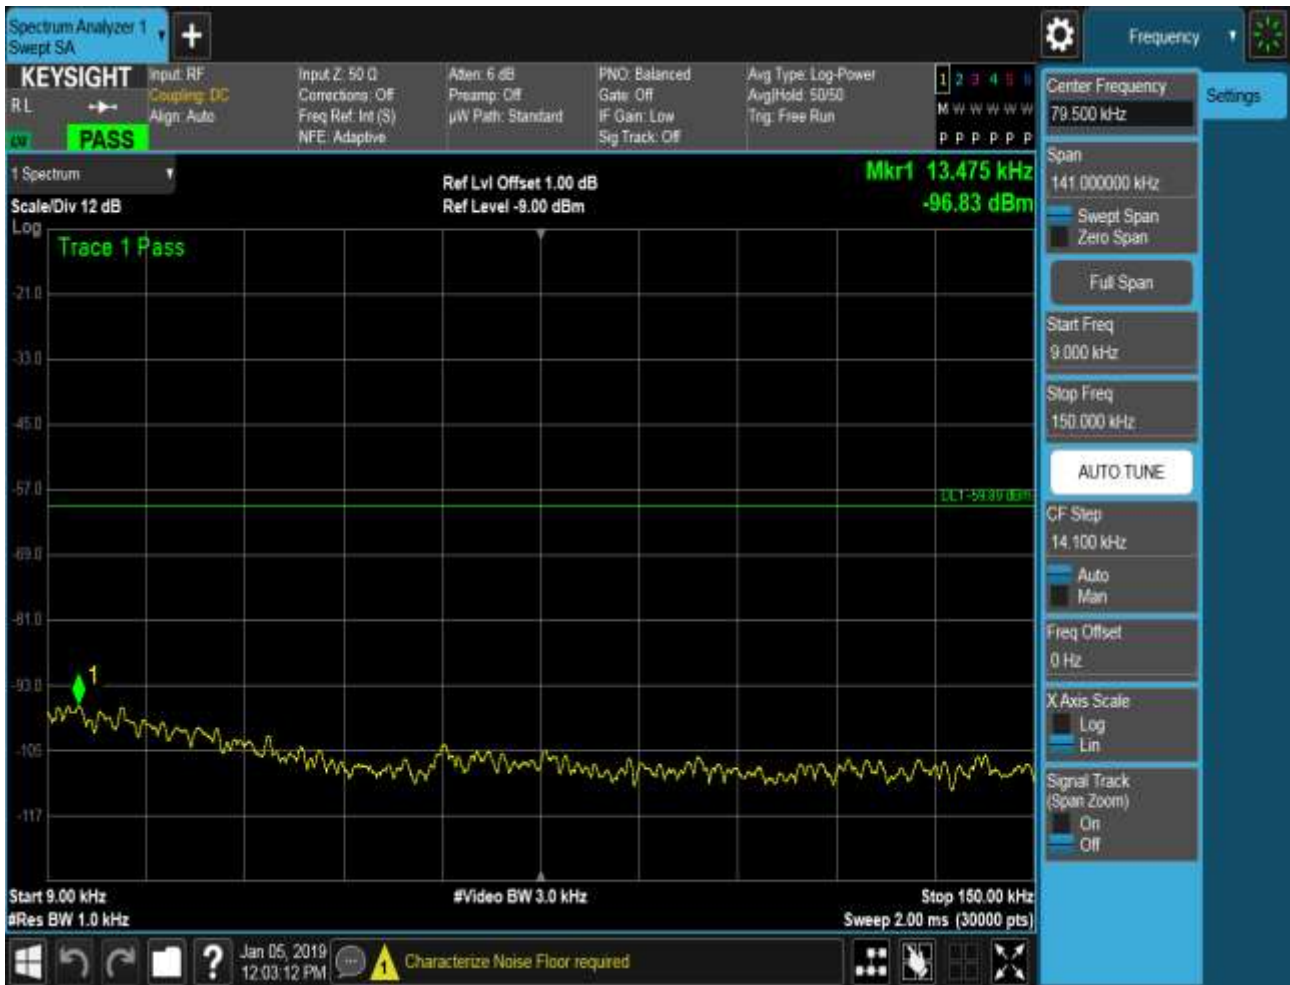 Spectrum Analyzer 1
Swept SA
+
Frequency
KEYSIGHT
R L
PASS
Input: RF
Coupling: DC
Align: Auto
Input Z: 50 Ω
Corrections: Off
Freq Ref: Int (S)
NFE: Adaptive
Atten: 6 dB
Preamp: Off
µW Path: Standard
PNO: Balanced
Gate: Off
IF Gain: Low
Sig Track: Off
Avg Type: Log-Power
Avg|Hold: 50/50
Trig: Free Run
1 2 3 4 5 6
M W W W W W
P P P P P P
1 Spectrum
Scale/Div 12 dB
Ref Lvl Offset 1.00 dB
Ref Level -9.00 dBm
Mkr1 13.475 kHz
-96.83 dBm
Log
Trace 1 Pass
-21.0
-33.0
-45.0
-57.0
DL1 -59.89 dBm
-69.0
-81.0
-93.0
1
-105
-117
Start 9.00 kHz
#Video BW 3.0 kHz
Stop 150.00 kHz
#Res BW 1.0 kHz
Sweep 2.00 ms (30000 pts)
?
Jan 05, 2019
12:03:12 PM
1
Characterize Noise Floor required
Center Frequency
79.500 kHz
Settings
Span
141.000000 kHz
Swept Span
Zero Span
Full Span
Start Freq
9.000 kHz
Stop Freq
150.000 kHz
AUTO TUNE
CF Step
14.100 kHz
Auto
Man
Freq Offset
0 Hz
X Axis Scale
Log
Lin
Signal Track
(Span Zoom)
On
Off